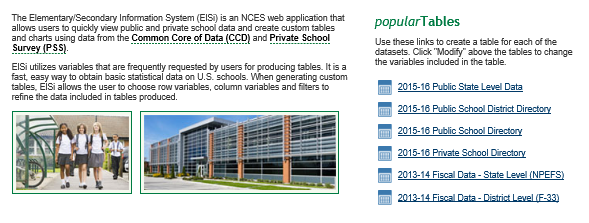 The Elementary/Secondary Information System (ElSi) is an NCES web application that
allows users to quickly view public and private school data and create custom tables
and charts using data from the Common Core of Data (CCD) and Private School
Survey (PSS).
ElSi utilizes variables that are frequently requested by users for producing tables. It is a
fast, easy way to obtain basic statistical data on U.S. schools. When generating custom
tables, ElSi allows the user to choose row variables, column variables and filters to
refine the data included in tables produced.
popularTables
Use these links to create a table for each of the
datasets. Click "Modify" above the tables to change
the variables included in the table.
2015-16 Public State Level Data
2015-16 Public School District Directory
2015-16 Public School Directory
2015-16 Private School Directory
2013-14 Fiscal Data - State Level (NPEFS)
2013-14 Fiscal Data - District Level (F-33)